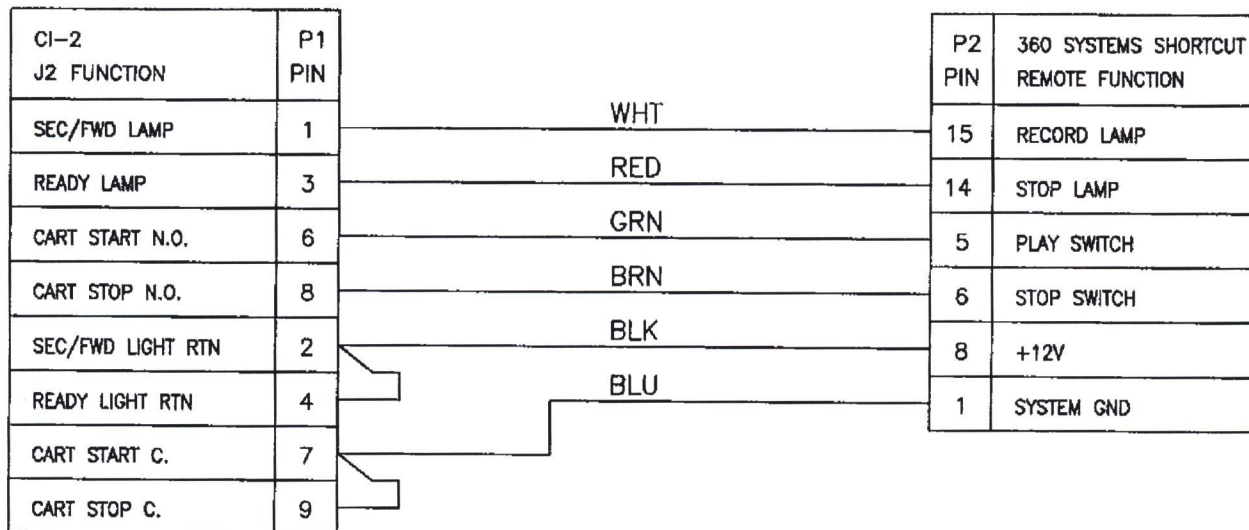 CI-2 P1 P2 360 SYSTEMS SHORTCUT
J2 FUNCTION PIN PIN REMOTE FUNCTION
SEC/FWD LAMP 1 WHT 15 RECORD LAMP
READY LAMP 3 RED 14 STOP LAMP
CART START N.O. 6 GRN 5 PLAY SWITCH
CART STOP N.O. 8 BRN 6 STOP SWITCH
SEC/FWD LIGHT RTN 2 BLK 8 +12V
READY LIGHT RTN 4 BLU 1 SYSTEM GND
CART START C. 7
CART STOP C. 9